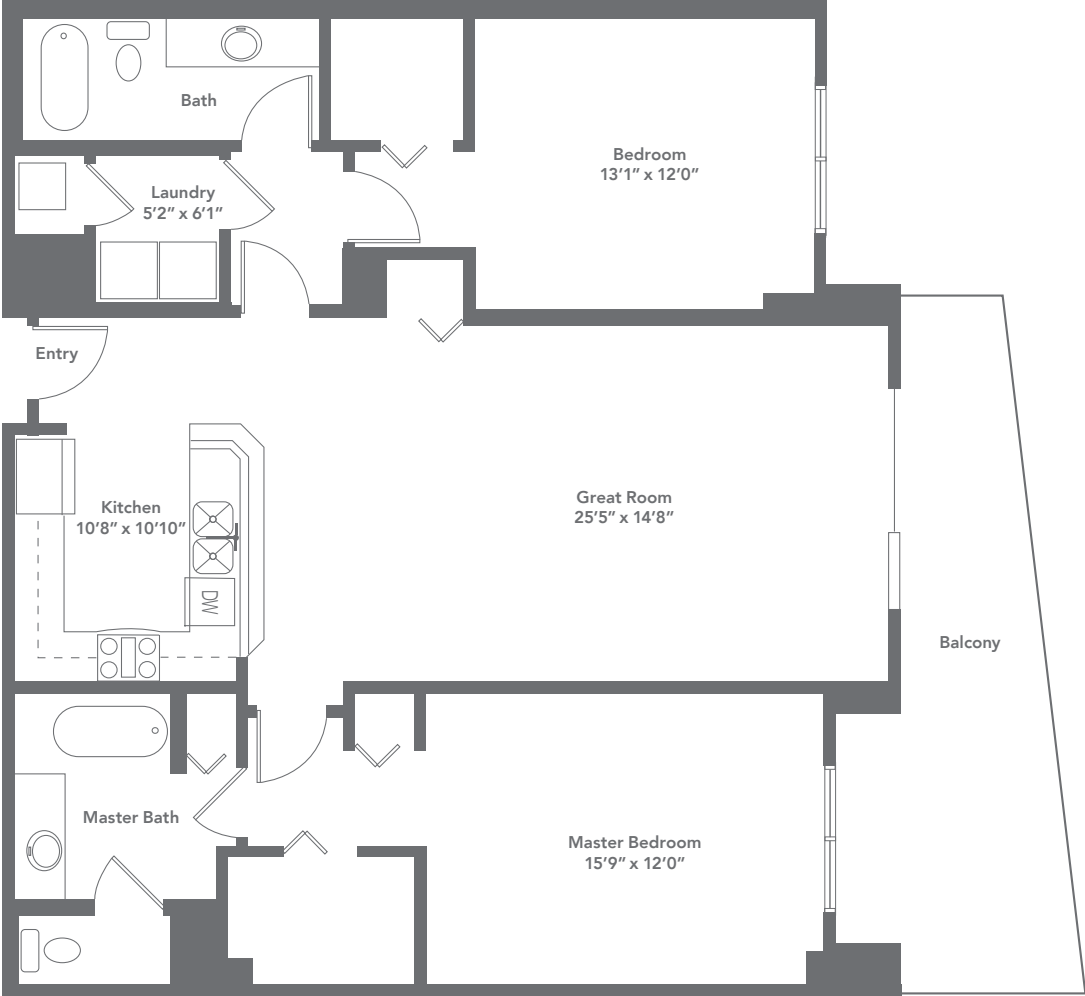 Bath
Bedroom
13’1” x 12’0”
Laundry
5’2” x 6’1”
Entry
Kitchen
10’8” x 10’10”
Great Room
25’5” x 14’8”
DW
Balcony
Master Bath
Master Bedroom
15’9” x 12’0”